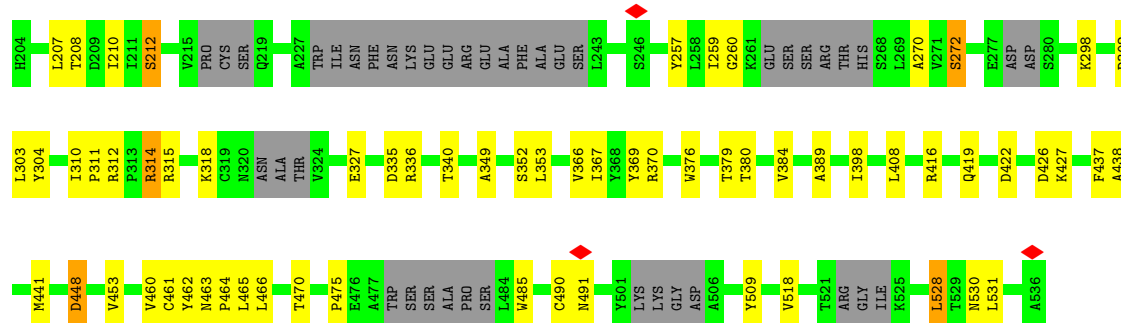 H204 L207 T208 D209 I210 I211 S212 V215 PRO CYS SER Q219 A227 TRP ILE ASN PHE ASN LYS GLU GLU ARG GLU ALA PHE ALA GLU SER L243 S246 Y257 L258 I259 G260 K261 GLU SER SER ARG THR HIS S268 L269 A270 V271 S272 E277 ASP ASP S280 K298
L303 Y304 I310 P311 R312 P313 R314 R315 K318 C319 N320 ASN ALA THR V324 E327 D335 R336 T340 A349 S352 L353 V366 I367 Y368 Y369 R370 W376 T379 T380 V384 A389 I398 L408 R416 Q419 D422 D426 K427 F437 A438
M441 D448 V453 V460 C461 Y462 N463 P464 L465 L466 T470 P475 E476 A477 TRP SER SER ALA PRO SER L484 W485 C490 N491 Y501 LYS LYS GLY ASP A506 Y509 V518 T521 ARG GLY ILE K525 L528 T529 N530 L531 A536